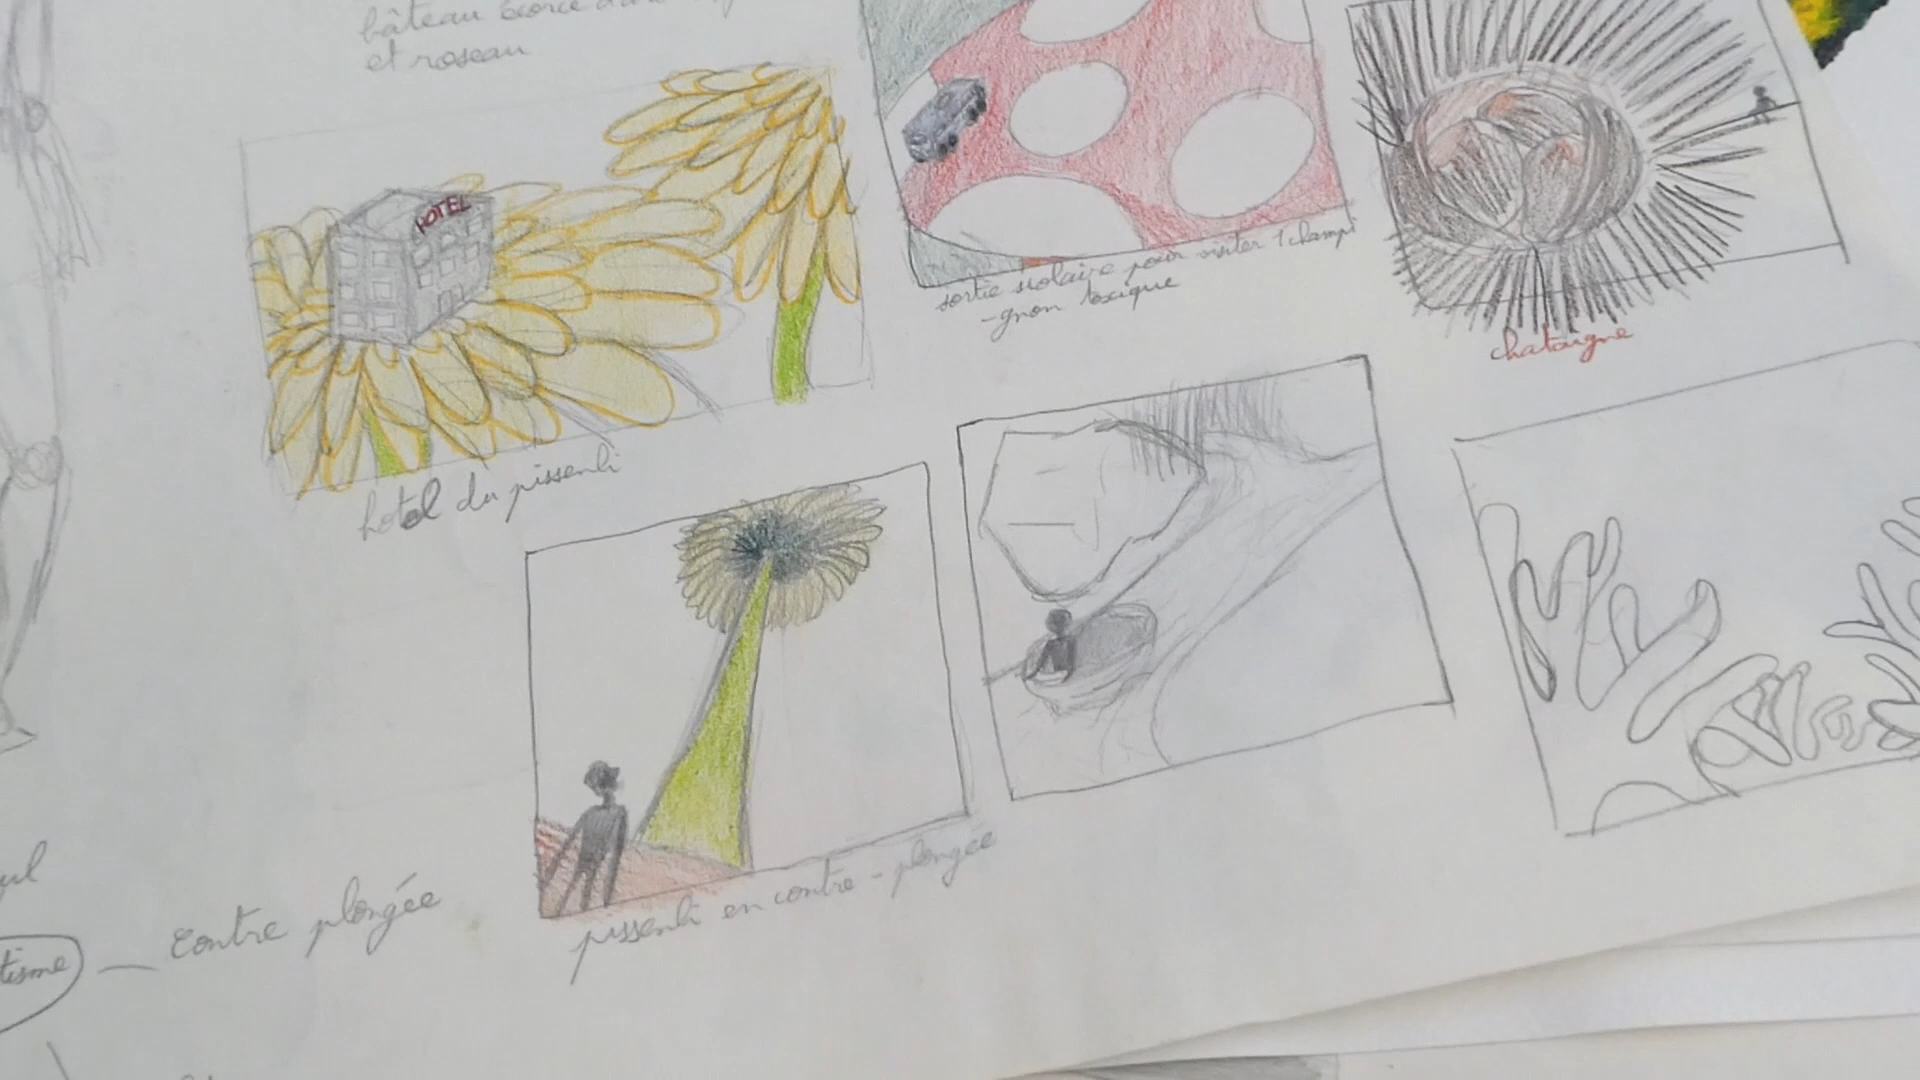 bâteau écorce
et roseau
HOTEL
sortie scolaire pour visiter 1 champi
-gnon toxique
chataigne
hotel du pissenli
pissenli en contre-plongée
contre plongée
tisme